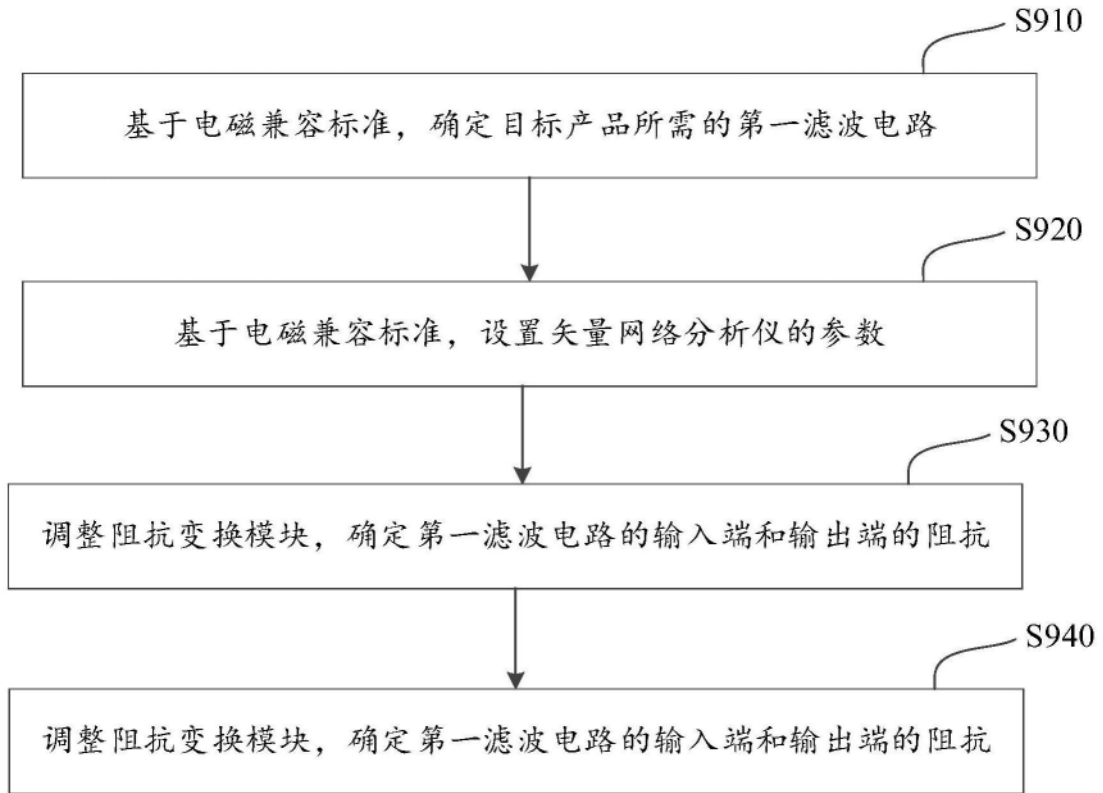 S910
基于电磁兼容标准，确定目标产品所需的第一滤波电路
S920
基于电磁兼容标准，设置矢量网络分析仪的参数
S930
调整阻抗变换模块，确定第一滤波电路的输入端和输出端的阻抗
S940
调整阻抗变换模块，确定第一滤波电路的输入端和输出端的阻抗